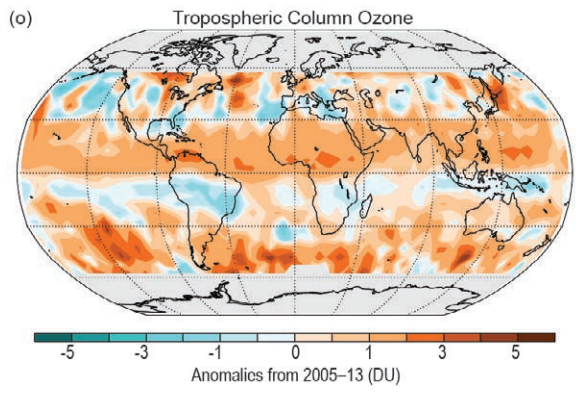 (o)
Tropospheric Column Ozone
-5 -3 -1 0 1 3 5
Anomalies from 2005–13 (DU)